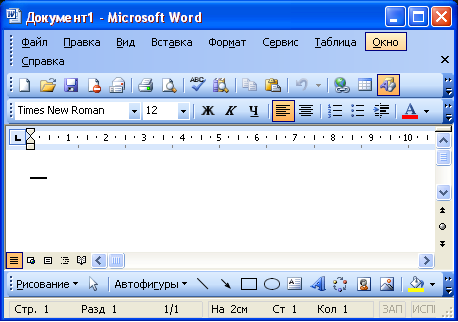 Документ1 - Microsoft Word
Файл Правка Вид Вставка Формат Сервис Таблица Окно
Справка
Times New Roman 12 Ж К Ч А
1 2 3 4 5 6 7 8 9 10
Рисование Автофигуры
Стр. 1 Разд 1 1/1 На 2см Ст 1 Кол 1 ЗАП ИСПІ